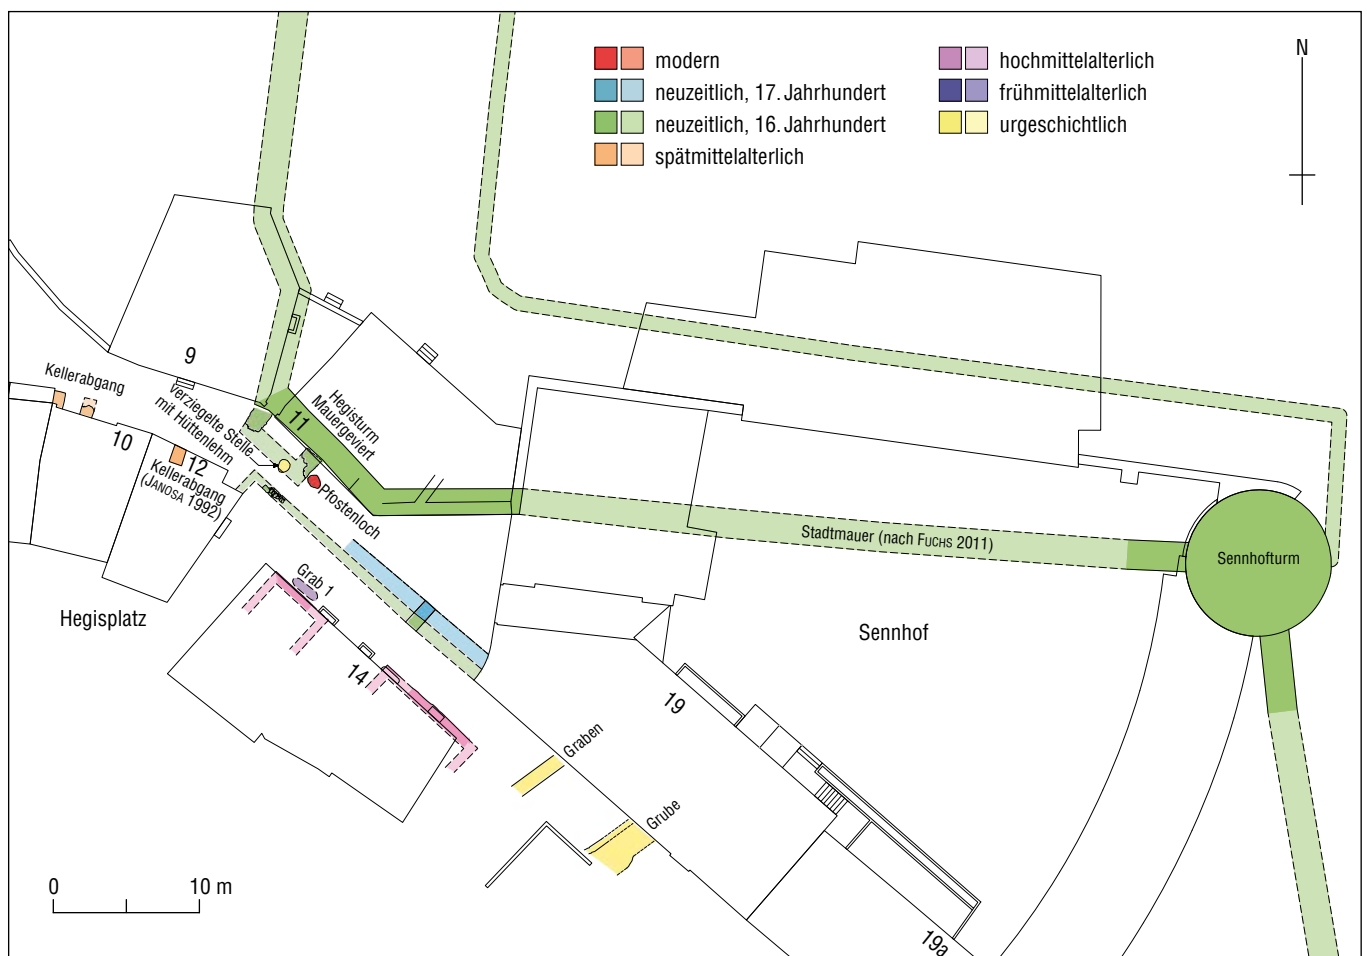 modern
neuzeitlich, 17. Jahrhundert
neuzeitlich, 16. Jahrhundert
spätmittelalterlich
hochmittelalterlich
frühmittelalterlich
urgeschichtlich
N
9
Kellerabgang
verziegelte Stelle
mit Hüttenlehm
11
Hegisturm
Mauergeviert
10
12
Kellerabgang
(JANOSA 1992)
Pfostenloch
Stadtmauer (nach FUCHS 2011)
Sennhofturm
Grab 1
Hegisplatz
Sennhof
14
19
Graben
Grube
0 10 m
19a